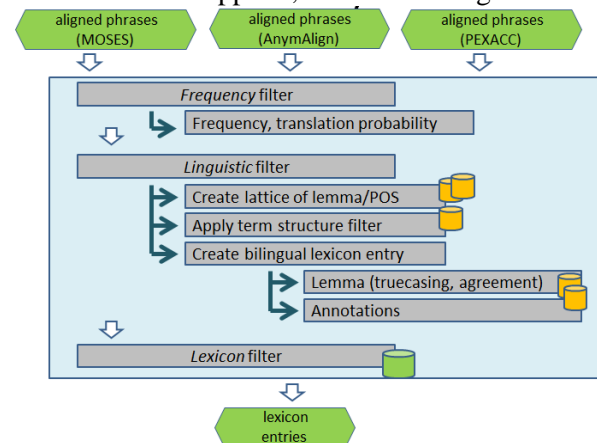 aligned phrases
(MOSES)
aligned phrases
(AnymAlign)
aligned phrases
(PEXACC)
Frequency filter
Frequency, translation probability
Linguistic filter
Create lattice of lemma/POS
Apply term structure filter
Create bilingual lexicon entry
Lemma (truecasing, agreement)
Annotations
Lexicon filter
lexicon
entries